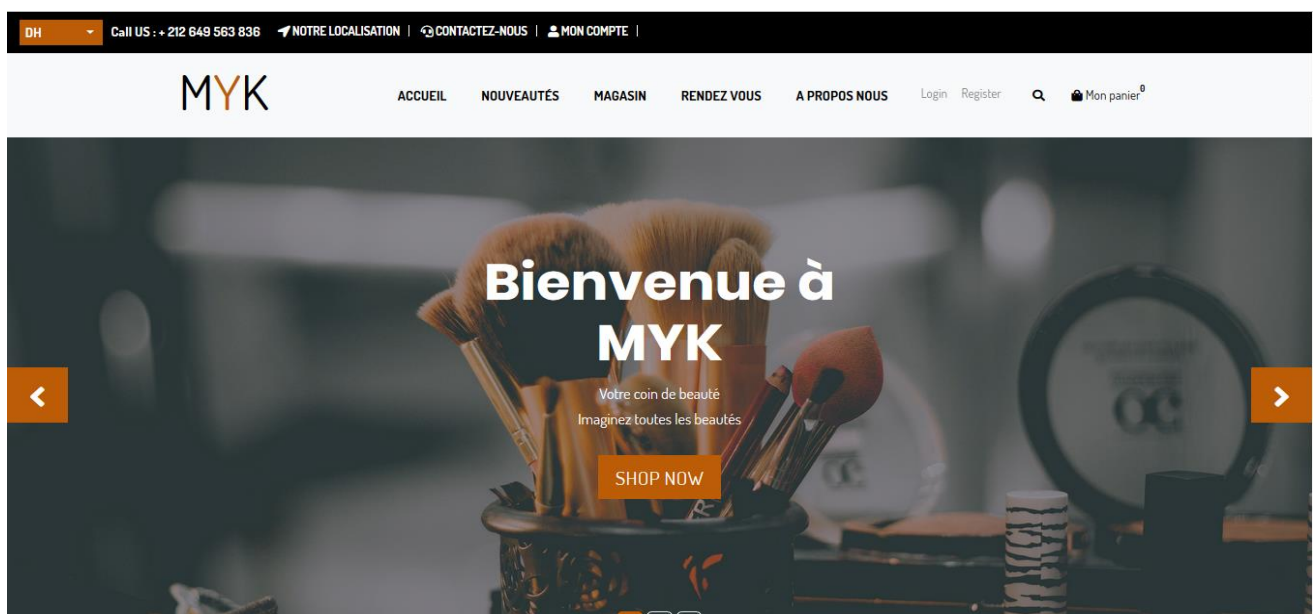 DH Call US : + 212 649 563 836 NOTRE LOCALISATION | CONTACTEZ-NOUS | MON COMPTE |
MYK ACCUEIL NOUVEAUTÉS MAGASIN RENDEZ VOUS A PROPOS NOUS Login Register Mon panier 0
Bienvenue à
MYK
Votre coin de beauté
Imaginez toutes les beautés
SHOP NOW